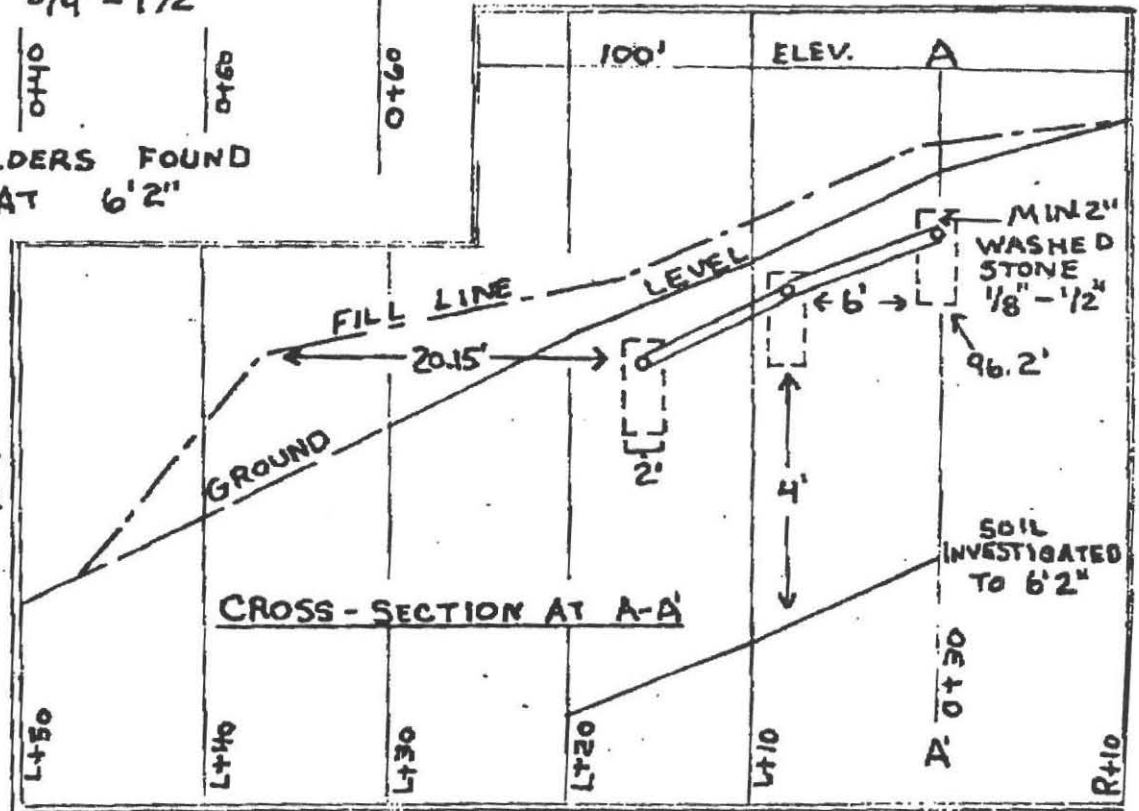 3/4" - 1 1/2"
0+40
0+60
0+60
LDERS FOUND
AT 6'2"
100' ELEV. A
MIN 2"
WASHED
STONE
1/8" - 1/2"
96.2'
FILL LINE
LEVEL
6'
20.15'
GROUND
2'
4'
SOIL
INVESTIGATED
TO 6'2"
CROSS-SECTION AT A-A'
L+50
L+40
L+30
L+20
L+10
0+30
A'
R+10